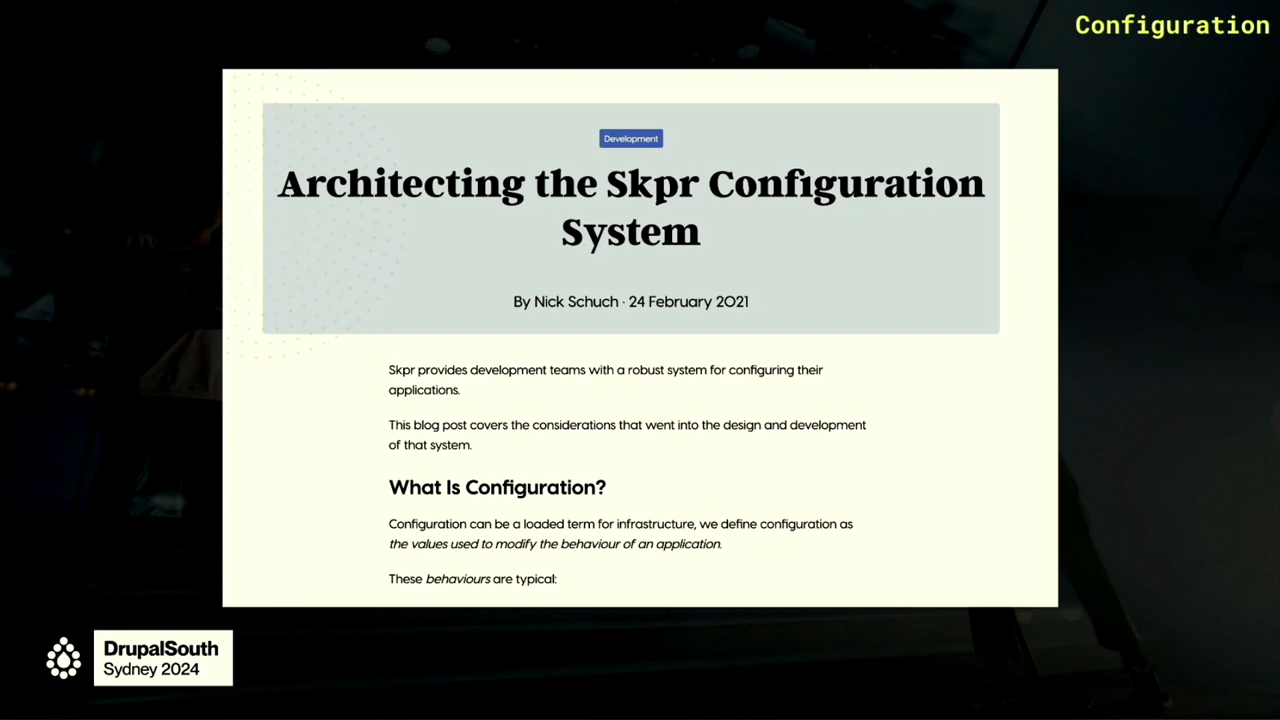 Configuration
Development
Architecting the Skpr Configuration
System
By Nick Schuch · 24 February 2021
Skpr provides development teams with a robust system for configuring their
applications.
This blog post covers the considerations that went into the design and development
of that system.
What Is Configuration?
Configuration can be a loaded term for infrastructure, we define configuration as
the values used to modify the behaviour of an application.
These behaviours are typical:
DrupalSouth
Sydney 2024